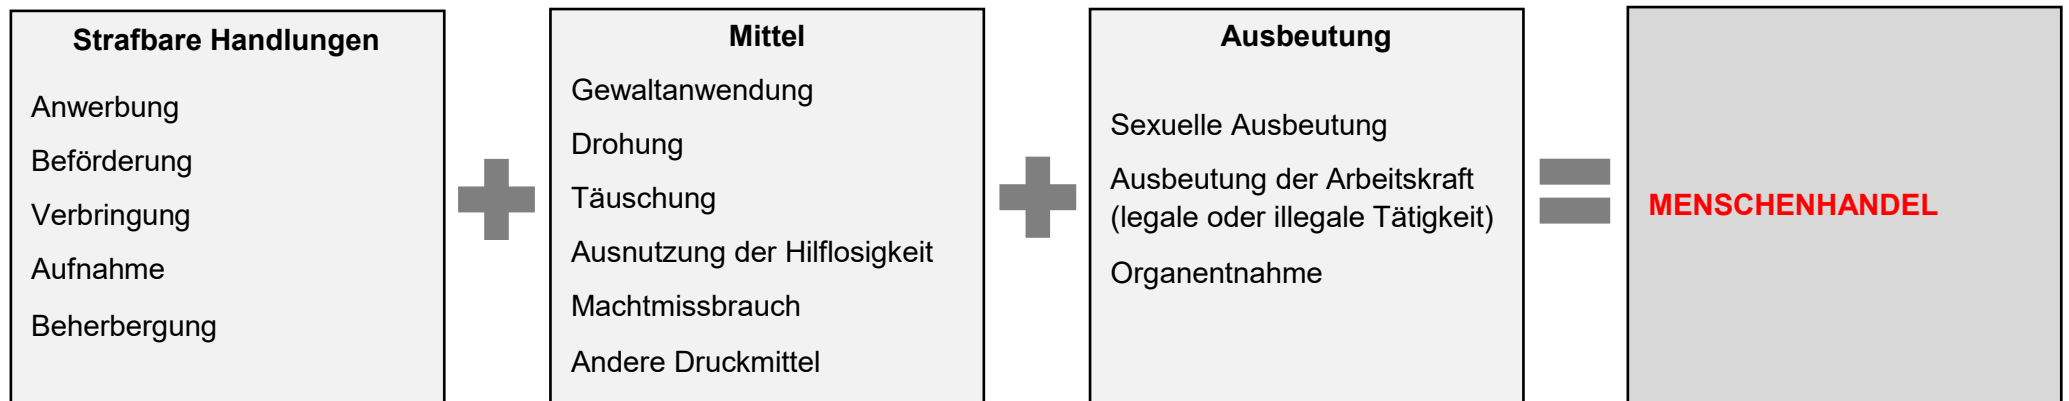 Strafbare Handlungen
Anwerbung
Beförderung
Verbringung
Aufnahme
Beherbergung
Mittel
Gewaltanwendung
Drohung
Täuschung
Ausnutzung der Hilflosigkeit
Machtmissbrauch
Andere Druckmittel
Ausbeutung
Sexuelle Ausbeutung
Ausbeutung der Arbeitskraft
(legale oder illegale Tätigkeit)
Organentnahme
MENSCHENHANDEL